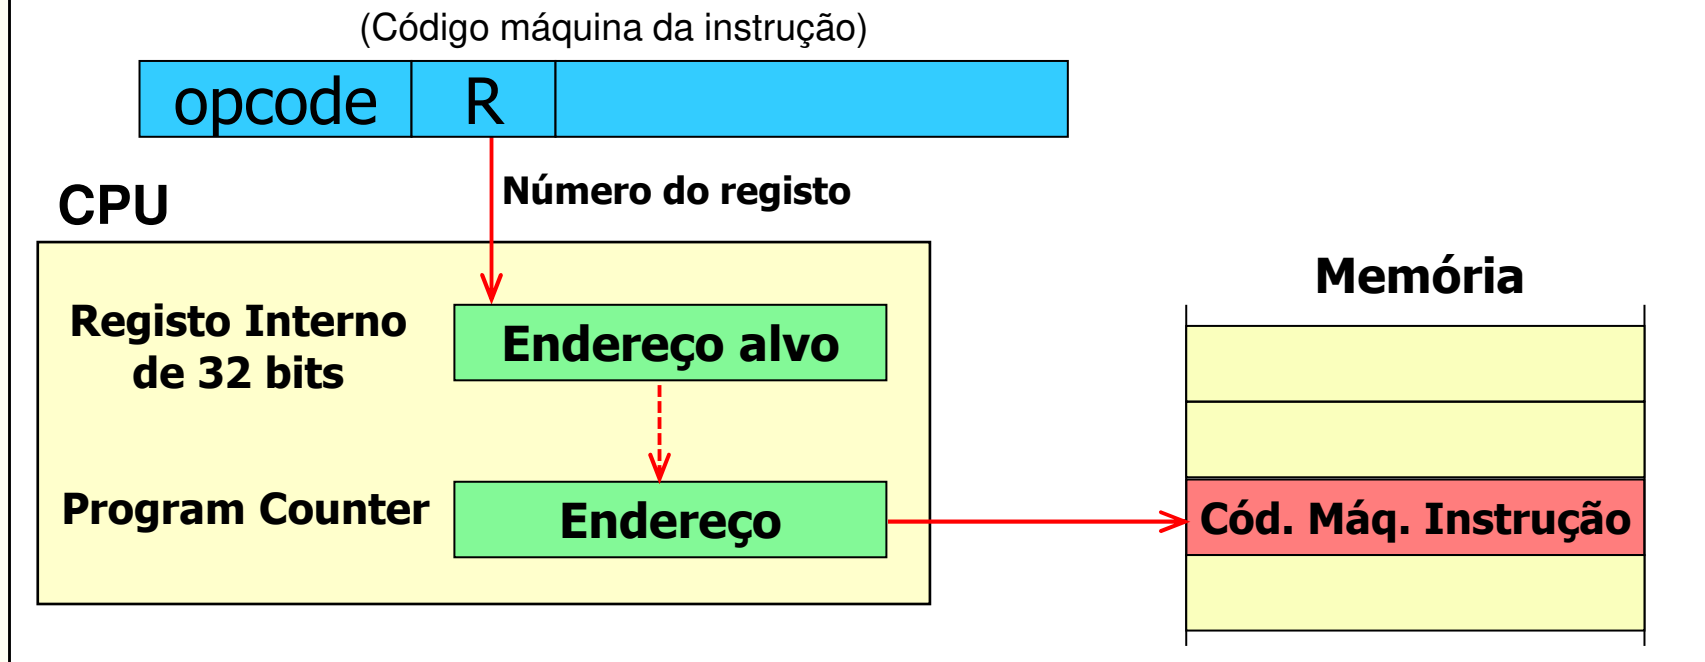 (Código máquina da instrução)
opcode
R
Número do registo
CPU
Registo Interno
de 32 bits
Endereço alvo
Memória
Program Counter
Endereço
Cód. Máq. Instrução